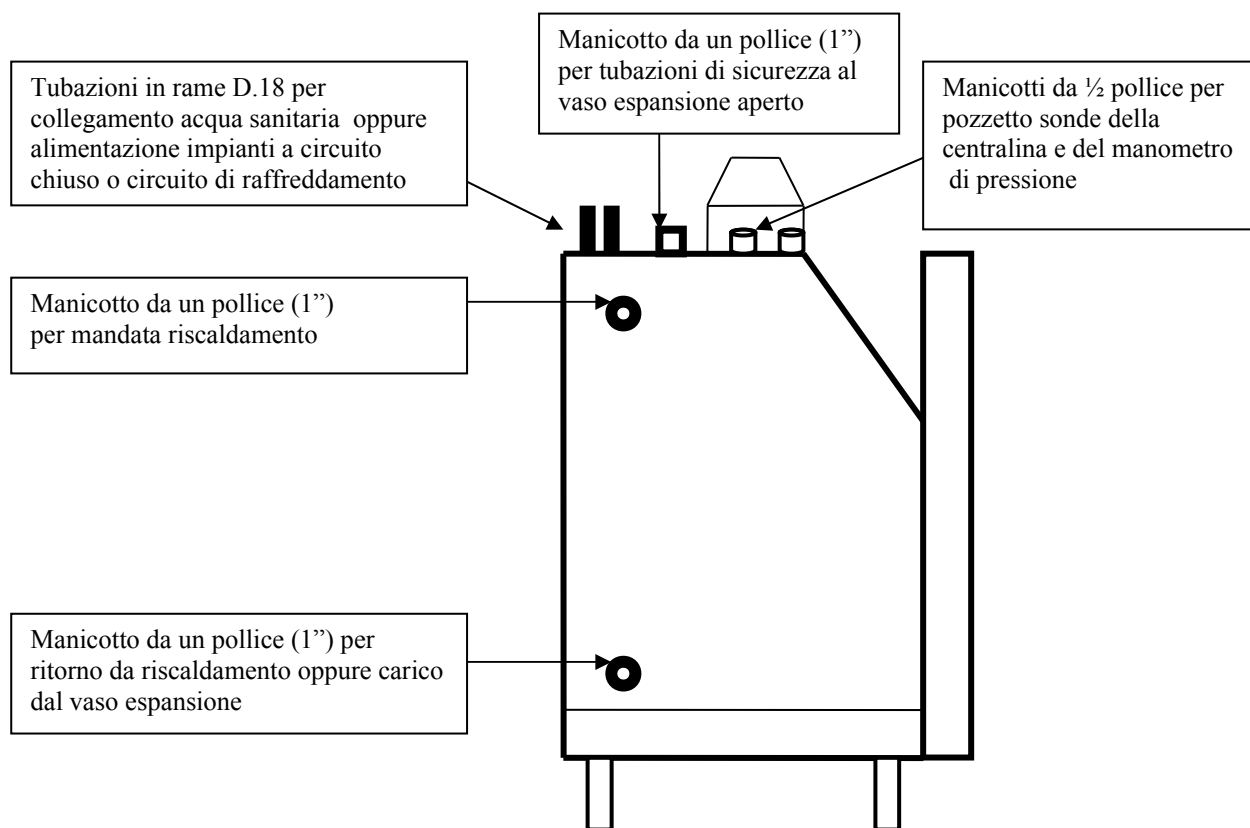 Manicotto da un pollice (1”)
per tubazioni di sicurezza al
vaso espansione aperto
Tubazioni in rame D.18 per
collegamento acqua sanitaria oppure
alimentazione impianti a circuito
chiuso o circuito di raffreddamento
Manicotti da ½ pollice per
pozzetto sonde della
centralina e del manometro
di pressione
Manicotto da un pollice (1”)
per mandata riscaldamento
Manicotto da un pollice (1”) per
ritorno da riscaldamento oppure carico
dal vaso espansione